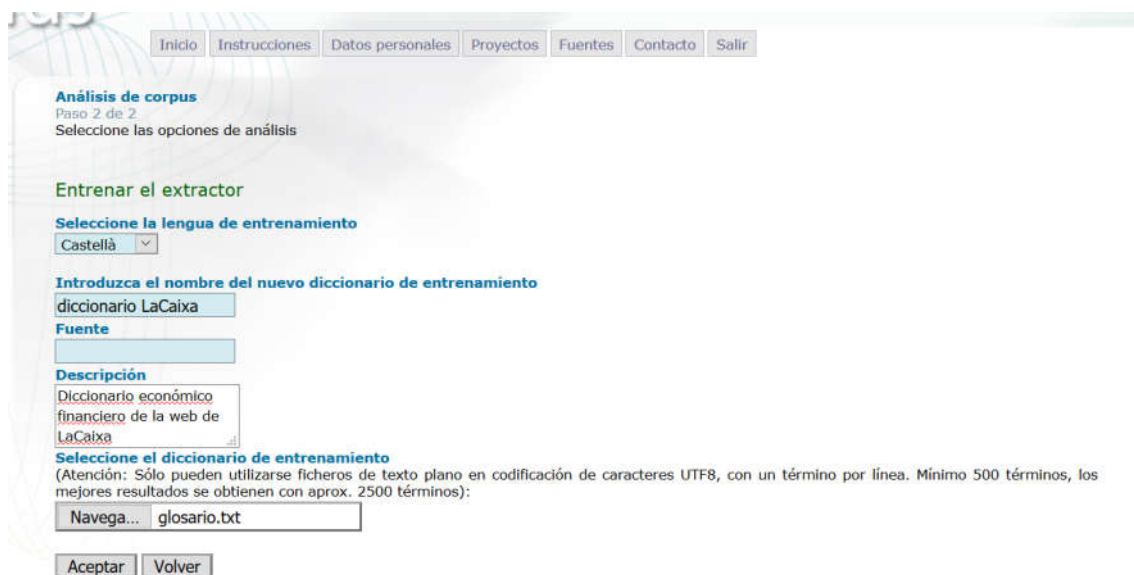 Inicio Instrucciones Datos personales Proyectos Fuentes Contacto Salir
Análisis de corpus
Paso 2 de 2
Seleccione las opciones de análisis
Entrenar el extractor
Seleccione la lengua de entrenamiento
Castellà
Introduzca el nombre del nuevo diccionario de entrenamiento
diccionario LaCaixa
Fuente
Descripción
Diccionario económico
financiero de la web de
LaCaixa
Seleccione el diccionario de entrenamiento
(Atención: Sólo pueden utilizarse ficheros de texto plano en codificación de caracteres UTF8, con un término por línea. Mínimo 500 términos, los
mejores resultados se obtienen con aprox. 2500 términos):
Navega... glosario.txt
Aceptar Volver